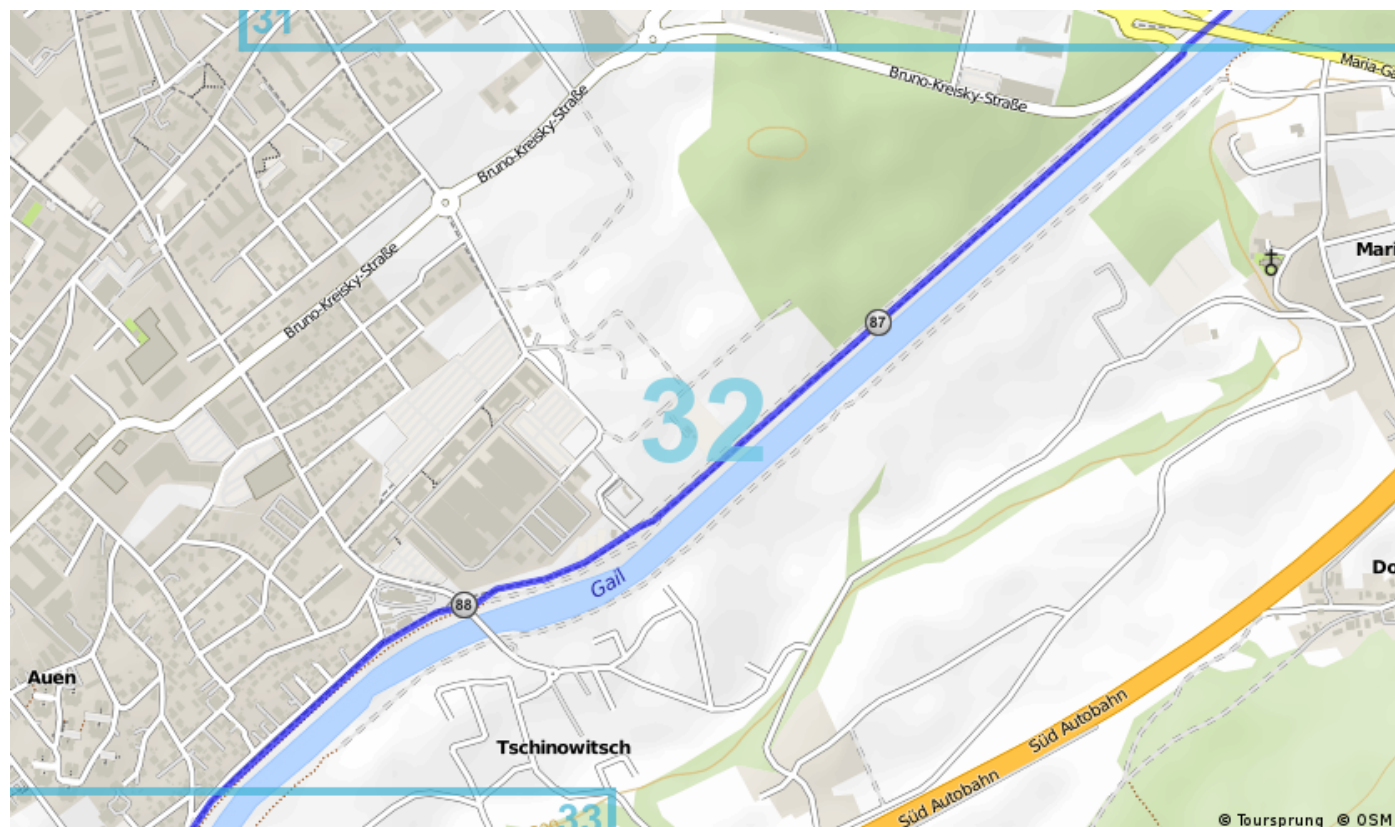 31
Bruno-Kreisky-Straße
Maria-Ga
Bruno-Kreisky-Straße
Mari
Bruno-Kreisky-Straße
87
32
Do
Gail
88
Auen
Süd Autobahn
Tschinowitsch
Süd Autobahn
33
© Toursprung © OSM